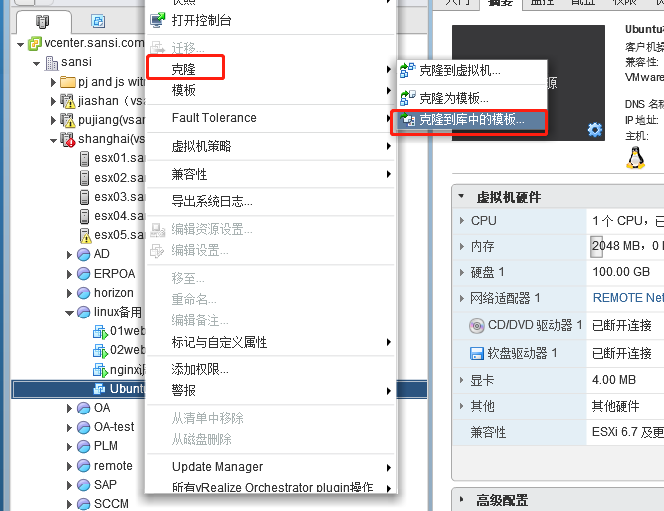 打开控制台
迁移...
克隆
模板
Fault Tolerance
虚拟机策略
兼容性
导出系统日志...
编辑资源设置...
编辑设置...
移至...
重命名...
编辑备注...
标记与自定义属性
添加权限...
警报
从清单中移除
从磁盘删除
Update Manager
所有vRealize Orchestrator plugin操作
克隆到虚拟机...
克隆为模板...
克隆到库中的模板...
vcenter.sansi.com
sansi
pj and js wit
jiashan（vsa
pujiang(vsan
shanghai(vs
esx01.sa
esx02.sa
esx03.sa
esx04.sa
esx05.sa
AD
ERPOA
horizon
linux备用
01web
02web
nginxj
Ubuntu
OA
OA-test
PLM
remote
SAP
SCCM
摘要
监控
配置
权限
Ubuntu
客户机操
兼容性:
VMware
DNS 名称
IP 地址:
主机:
源
虚拟机硬件
CPU
1 个 CPU，已
内存
2048 MB，0
硬盘 1
100.00 GB
网络适配器 1
REMOTE Net
CD/DVD 驱动器 1
已断开连接
软盘驱动器 1
已断开连接
显卡
4.00 MB
其他
其他硬件
兼容性
ESXi 6.7 及更
高级配置